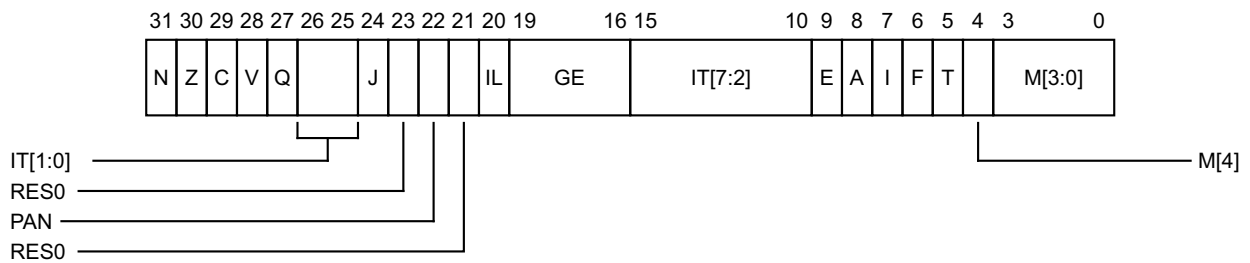 31 30 29 28 27 26 25 24 23 22 21 20 19 16 15 10 9 8 7 6 5 4 3 0
N Z C V Q J IL GE IT[7:2] E A I F T M[3:0]
IT[1:0] M[4]
RES0
PAN
RES0